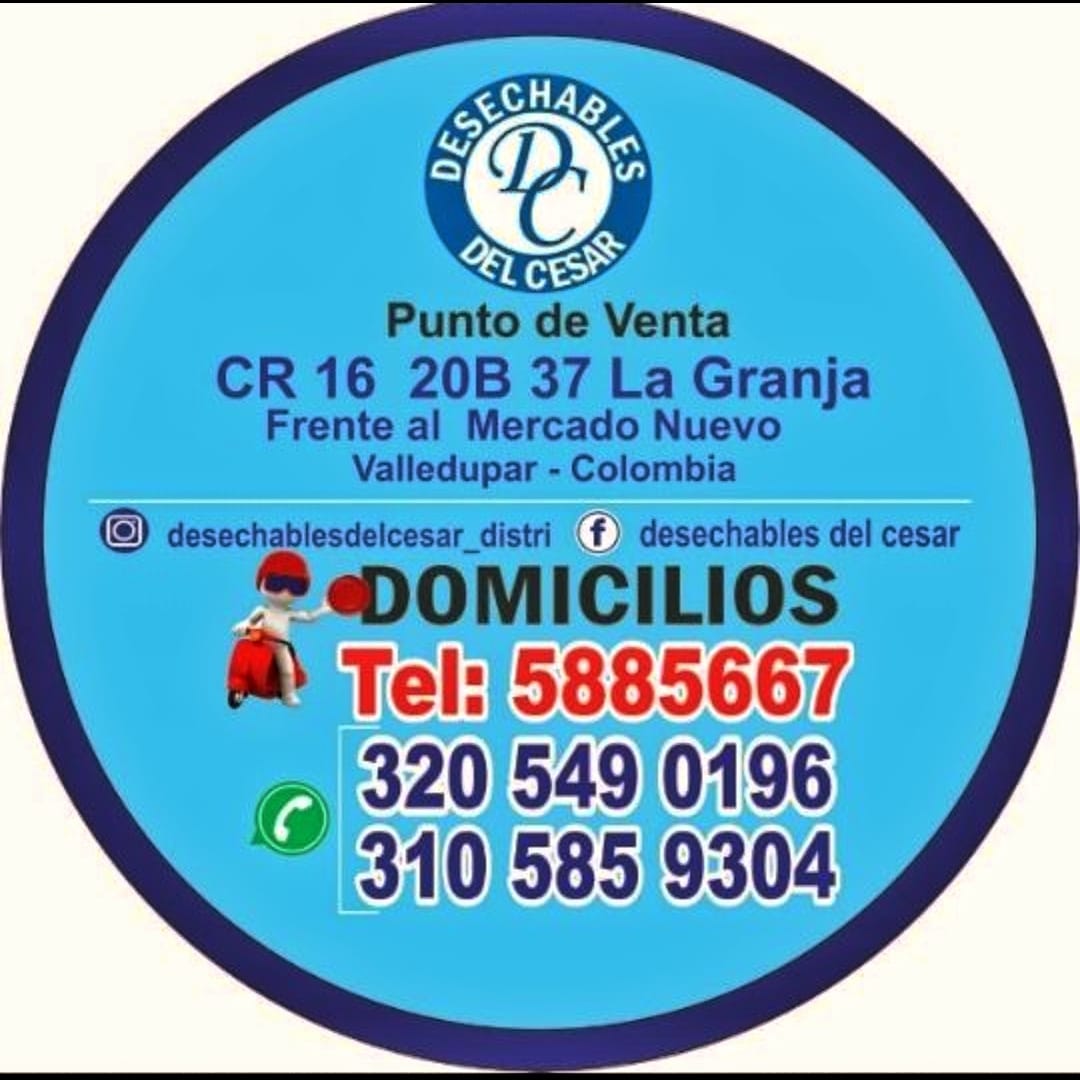 DESECHABLES
DC
DEL CESAR
Punto de Venta
CR 16 20B 37 La Granja
Frente al Mercado Nuevo
Valledupar - Colombia
desechablesdelcesar_distri f desechables del cesar
DOMICILIOS
Tel: 5885667
320 549 0196
310 585 9304